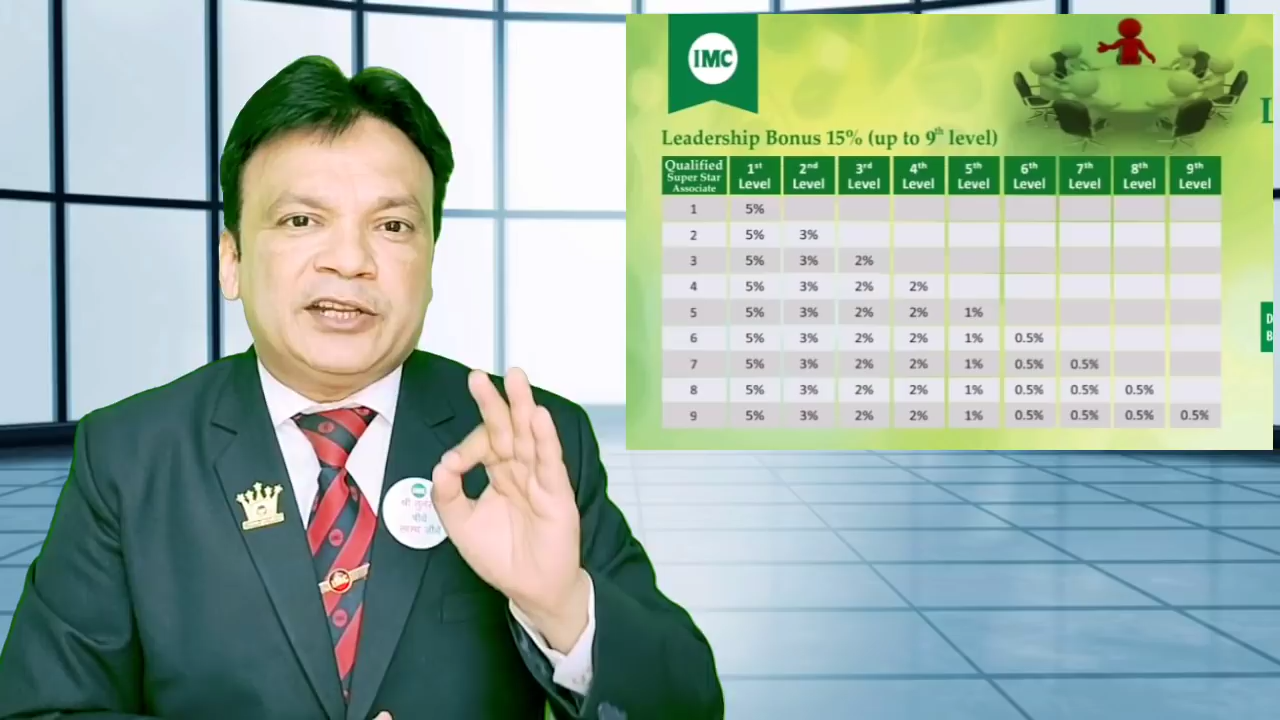 IMC
Leadership Bonus 15% (up to 9th level)
Qualified Super Star Associate 1st Level 2nd Level 3rd Level 4th Level 5th Level 6th Level 7th Level 8th Level 9th Level
1 5%
2 5% 3%
3 5% 3% 2%
4 5% 3% 2% 2%
5 5% 3% 2% 2% 1%
6 5% 3% 2% 2% 1% 0.5%
7 5% 3% 2% 2% 1% 0.5% 0.5%
8 5% 3% 2% 2% 1% 0.5% 0.5% 0.5%
9 5% 3% 2% 2% 1% 0.5% 0.5% 0.5% 0.5%
L
D
B
श्री